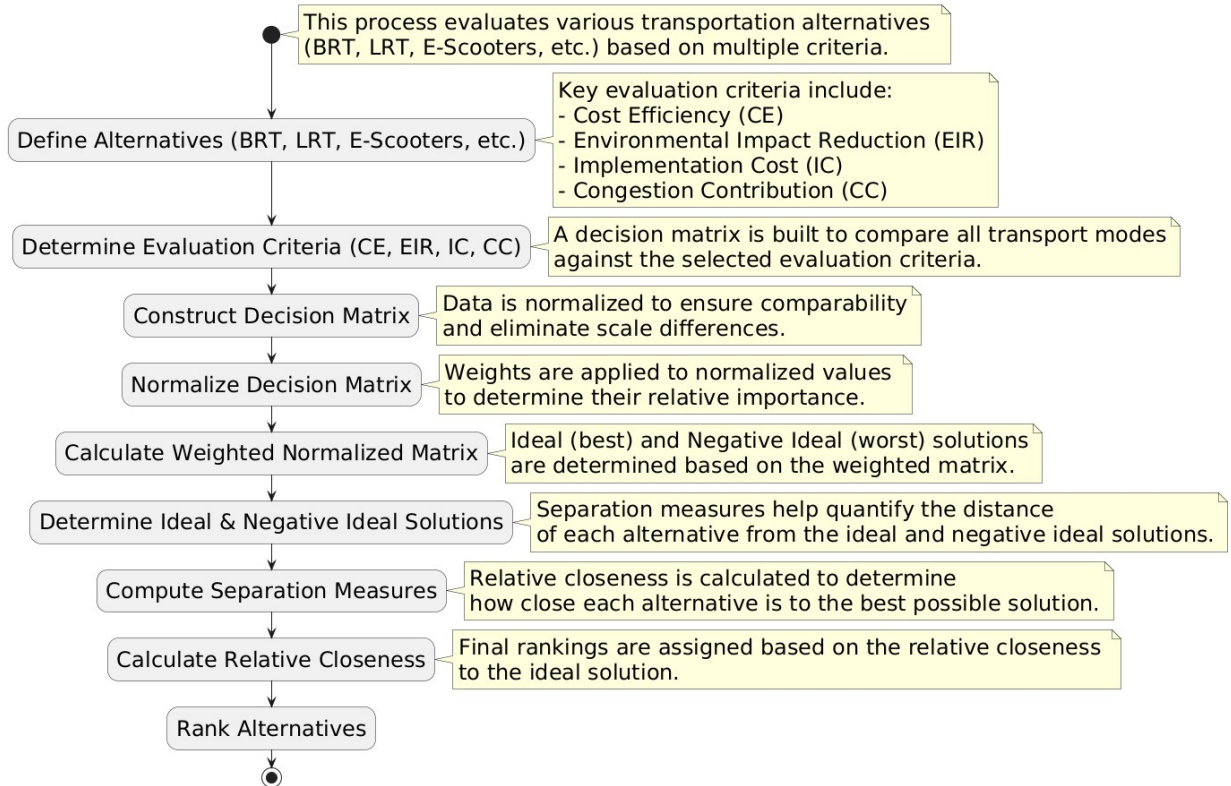 This process evaluates various transportation alternatives
(BRT, LRT, E-Scooters, etc.) based on multiple criteria.
Define Alternatives (BRT, LRT, E-Scooters, etc.)
Key evaluation criteria include:
- Cost Efficiency (CE)
- Environmental Impact Reduction (EIR)
- Implementation Cost (IC)
- Congestion Contribution (CC)
Determine Evaluation Criteria (CE, EIR, IC, CC)
A decision matrix is built to compare all transport modes
against the selected evaluation criteria.
Construct Decision Matrix
Data is normalized to ensure comparability
and eliminate scale differences.
Normalize Decision Matrix
Weights are applied to normalized values
to determine their relative importance.
Calculate Weighted Normalized Matrix
Ideal (best) and Negative Ideal (worst) solutions
are determined based on the weighted matrix.
Determine Ideal & Negative Ideal Solutions
Separation measures help quantify the distance
of each alternative from the ideal and negative ideal solutions.
Compute Separation Measures
Relative closeness is calculated to determine
how close each alternative is to the best possible solution.
Calculate Relative Closeness
Final rankings are assigned based on the relative closeness
to the ideal solution.
Rank Alternatives